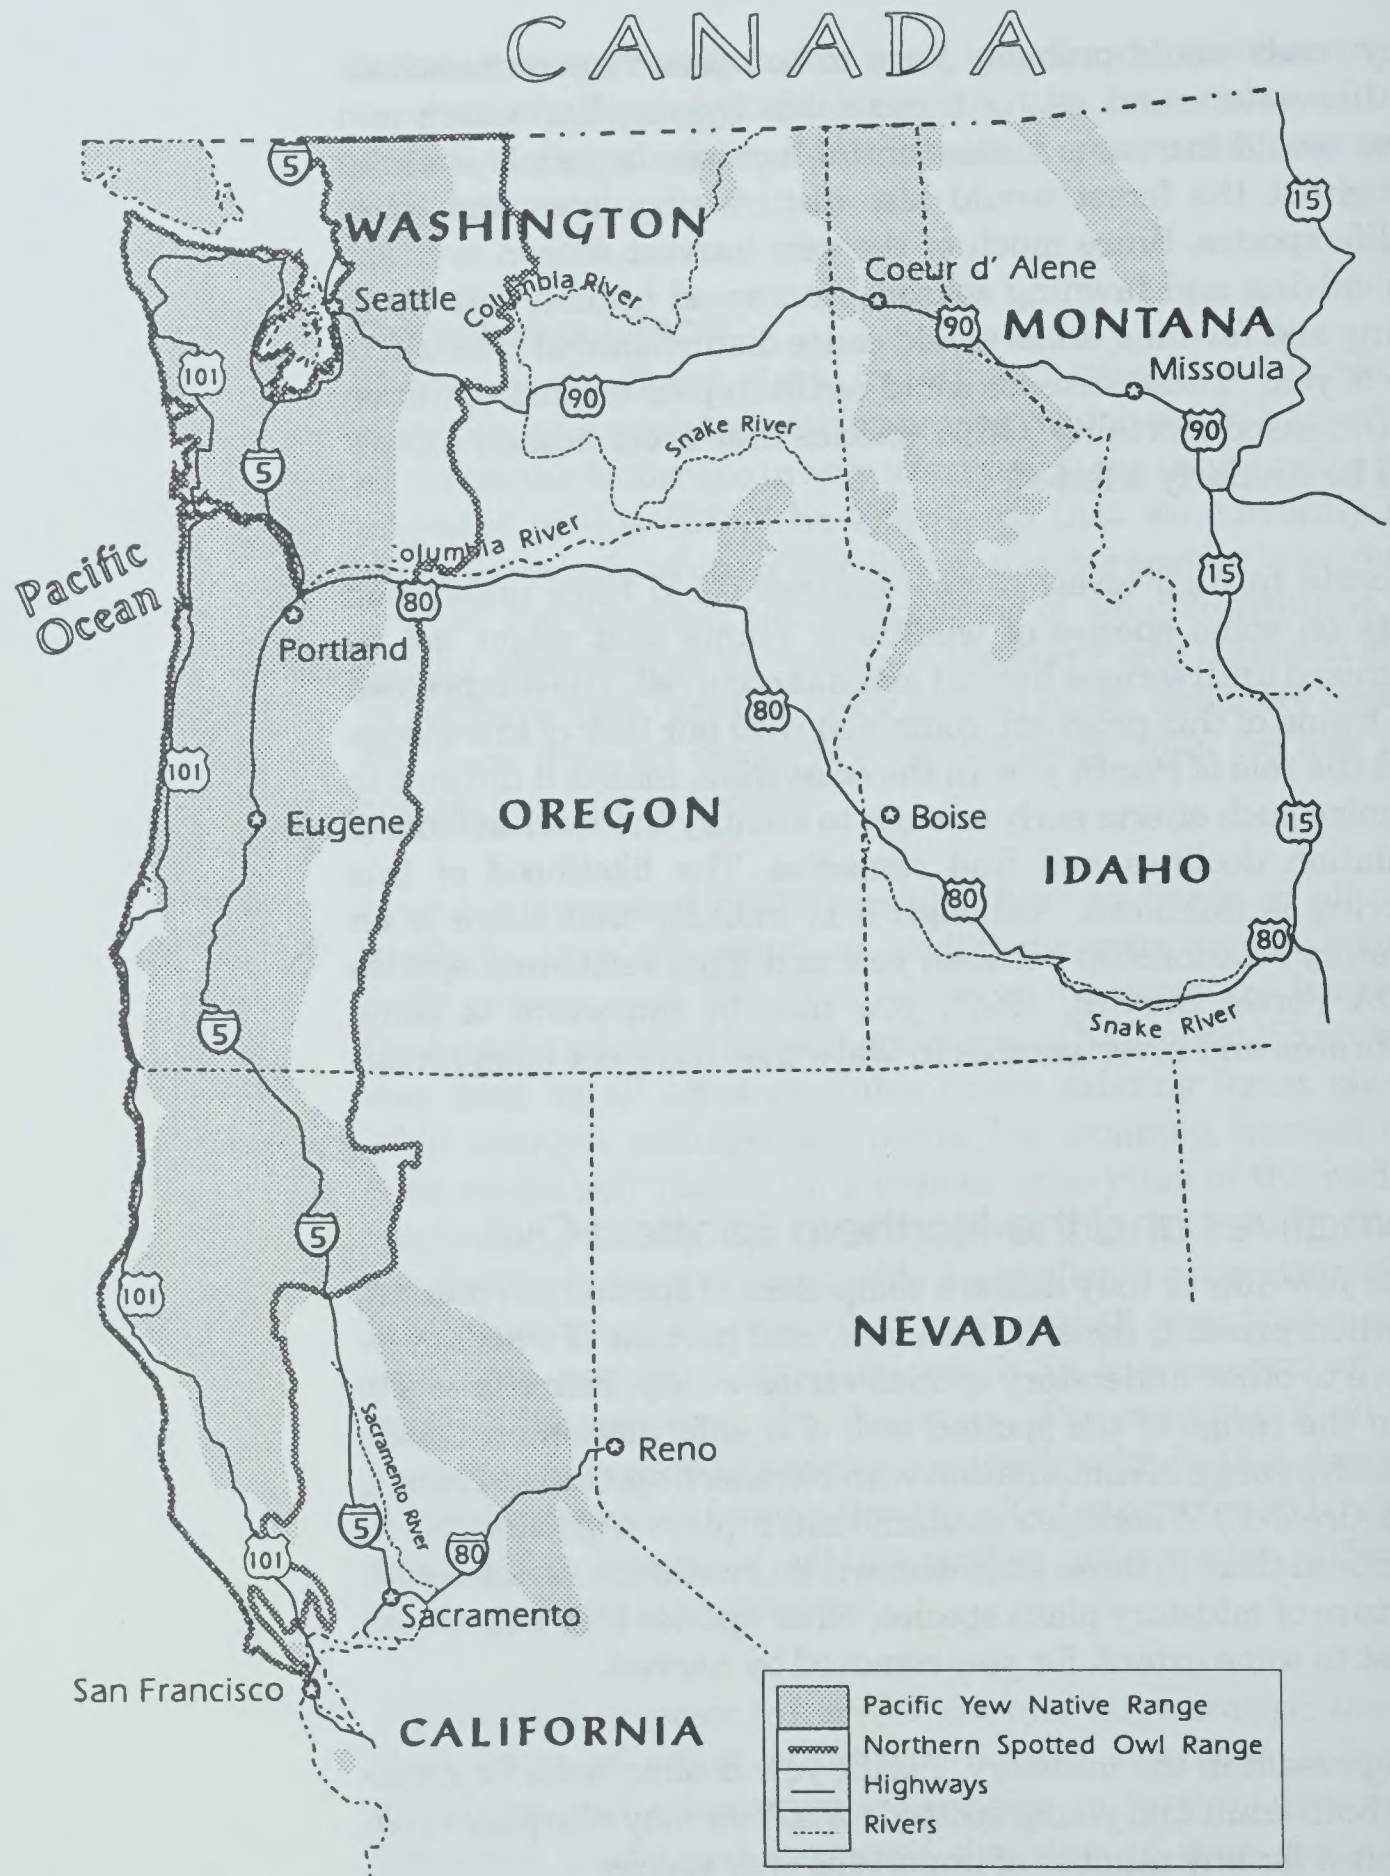 CANADA
5
15
WASHINGTON
Coeur d' Alene
Columbia River
Seattle
90
MONTANA
101
90
Missoula
Snake River
90
5
olumbia River
Pacific
Ocean
15
80
Portland
80
101
OREGON
Boise
15
Eugene
IDAHO
80
80
5
Snake River
5
101
NEVADA
Sacramento River
Reno
5
80
101
Sacramento
San Francisco
CALIFORNIA
Pacific Yew Native Range
Northern Spotted Owl Range
Highways
Rivers